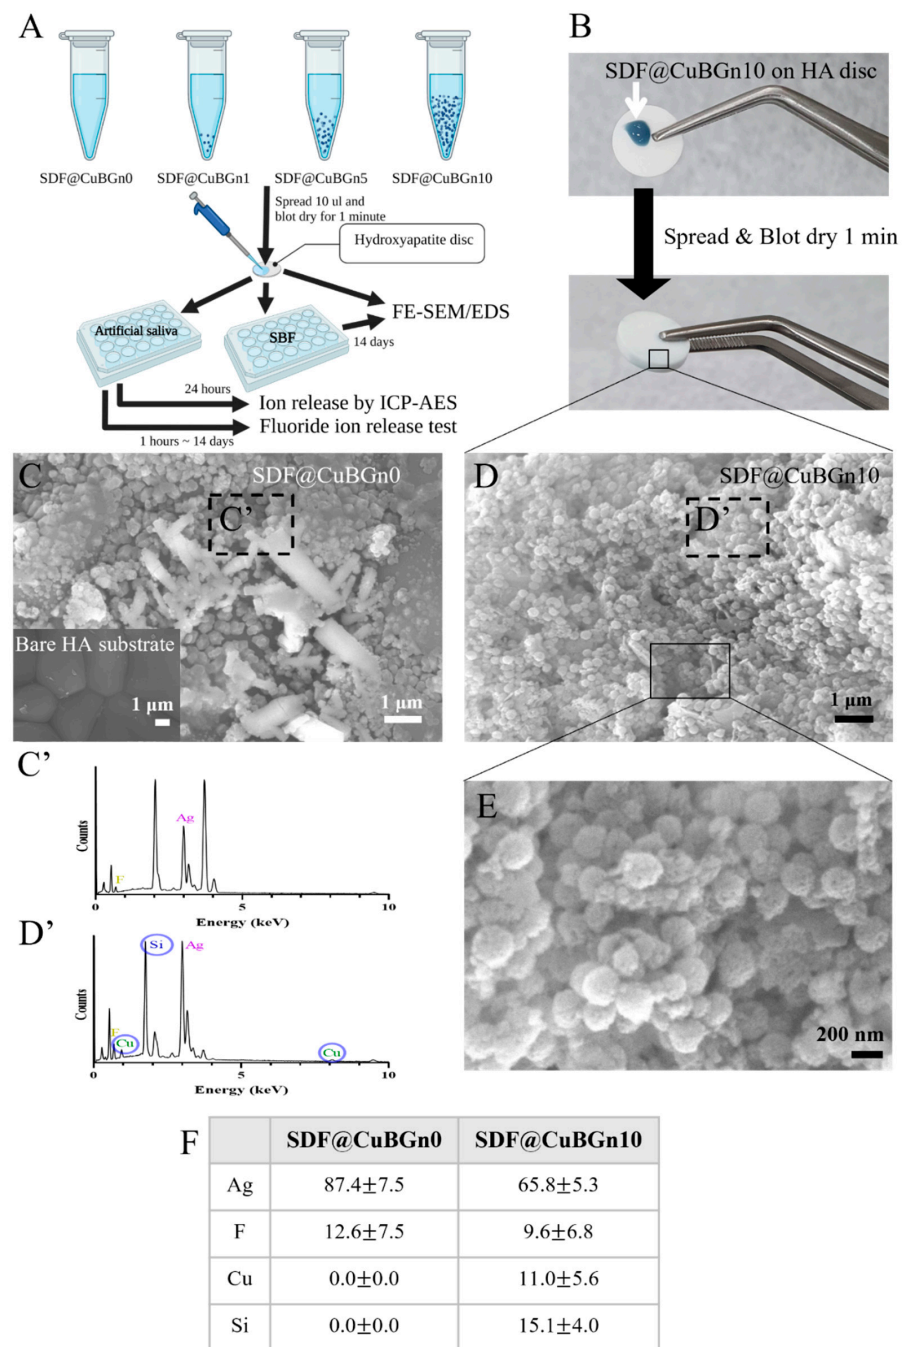 A
SDF@CuBGn0
SDF@CuBGn1
SDF@CuBGn5
SDF@CuBGn10
Spread 10 ul and
blot dry for 1 minute
Hydroxyapatite disc
Artificial saliva
SBF
14 days
FE-SEM/EDS
24 hours
Ion release by ICP-AES
Fluoride ion release test
1 hours ~ 14 days
B
SDF@CuBGn10 on HA disc
Spread & Blot dry 1 min
C
SDF@CuBGn0
C’
Bare HA substrate
1 μm
1 μm
D
SDF@CuBGn10
D’
1 μm
C’
Counts
F
Ag
0
5
10
Energy (keV)
D’
Counts
F
Cu
Si
Ag
Cu
0
5
10
Energy (keV)
E
200 nm
F
SDF@CuBGn0 SDF@CuBGn10
Ag 87.4±7.5 65.8±5.3
F 12.6±7.5 9.6±6.8
Cu 0.0±0.0 11.0±5.6
Si 0.0±0.0 15.1±4.0